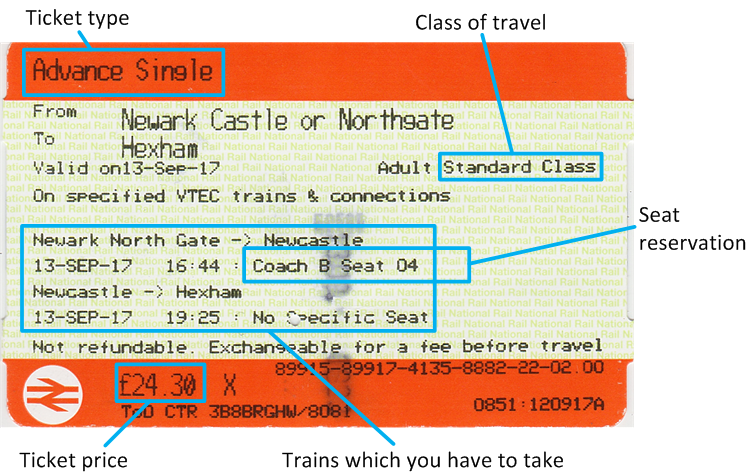 Ticket type
Class of travel
Advance Single
From Newark Castle or Northgate
To Hexham
Valid on13-Sep-17 Adult Standard Class
On specified VTEC trains & connections
Seat
reservation
Newark North Gate -> Newcastle
13-SEP-17 16:44 : Coach B Seat 04
Newcastle -> Hexham
13-SEP-17 19:25 : No Specific Seat
Not refundable. Exchangeable for a fee before travel
89915-89917-4135-8882-22-02.00
£24.30 X
ToD CTR 3B8BRGHW/8081
0851:120917A
Ticket price
Trains which you have to take